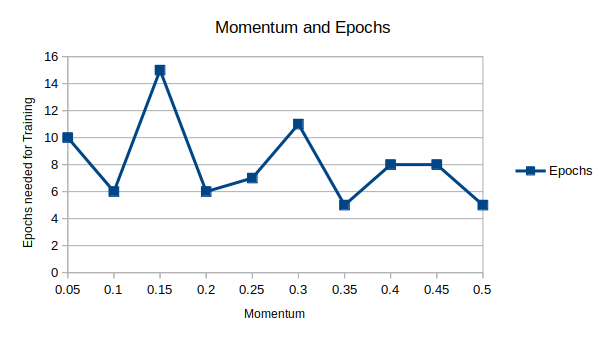 Momentum and Epochs
16
14
12
10
8
6
4
2
0
Epochs needed for Training
0.05 0.1 0.15 0.2 0.25 0.3 0.35 0.4 0.45 0.5
Momentum
Epochs